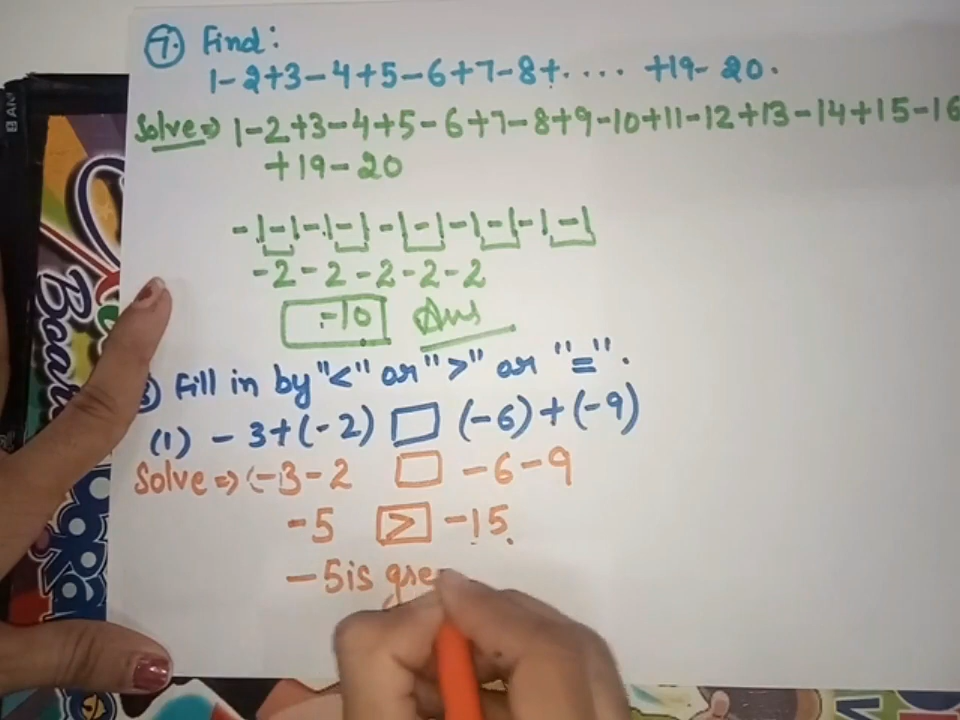 7. Find:
1-2+3-4+5-6+7-8+.... +19-20.
Solve⇒ 1-2+3-4+5-6+7-8+9-10+11-12+13-14+15-16
+19-20
-1-1-1-1-1-1-1-1-1-1
-2-2-2-2-2
-10 Ans
Fill in by "<" or ">" or "=".
(1) -3+(-2) □ (-6)+(-9)
Solve⇒ (-3-2 □ -6-9
-5 > -15
-5 is gre